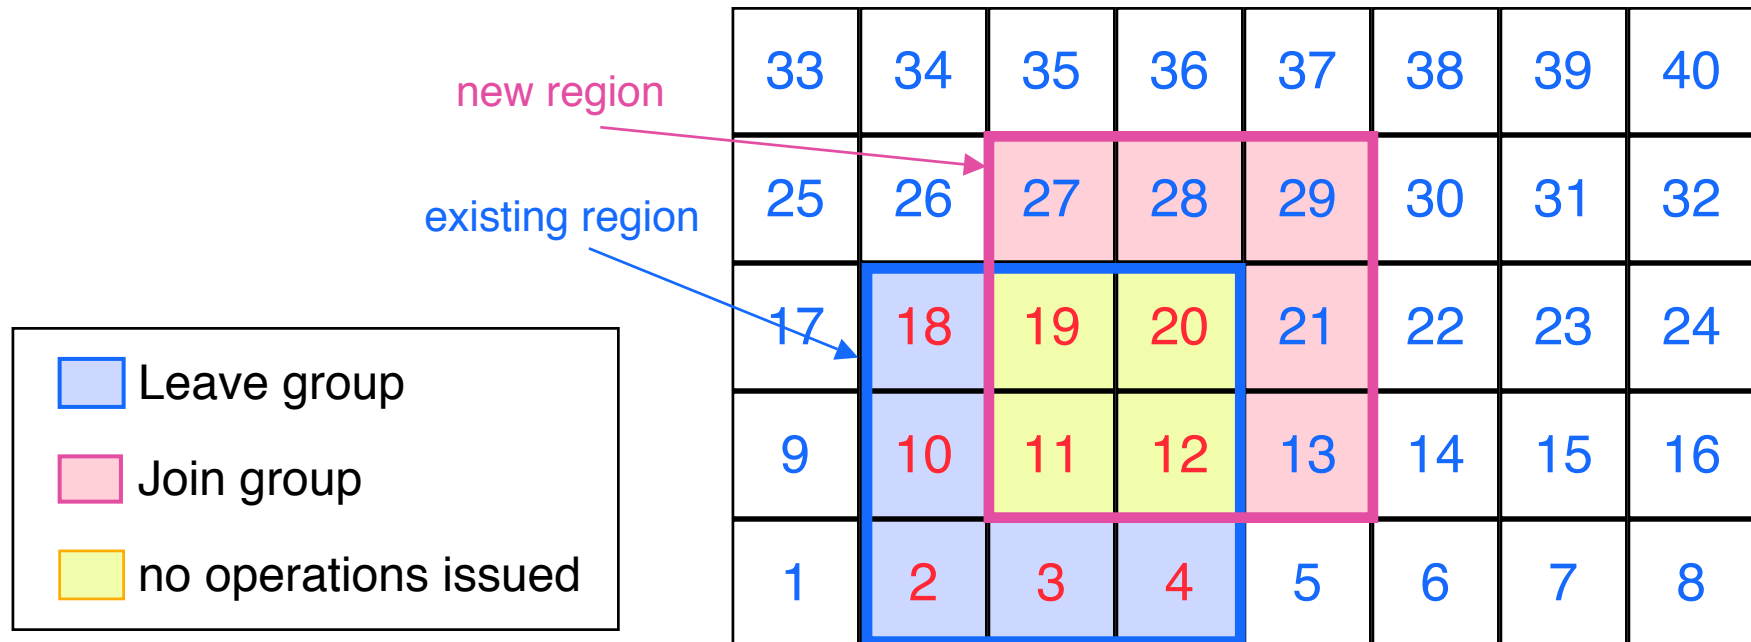 new region
existing region
Leave group
Join group
no operations issued
33 34 35 36 37 38 39 40
25 26 27 28 29 30 31 32
17 18 19 20 21 22 23 24
9 10 11 12 13 14 15 16
1 2 3 4 5 6 7 8